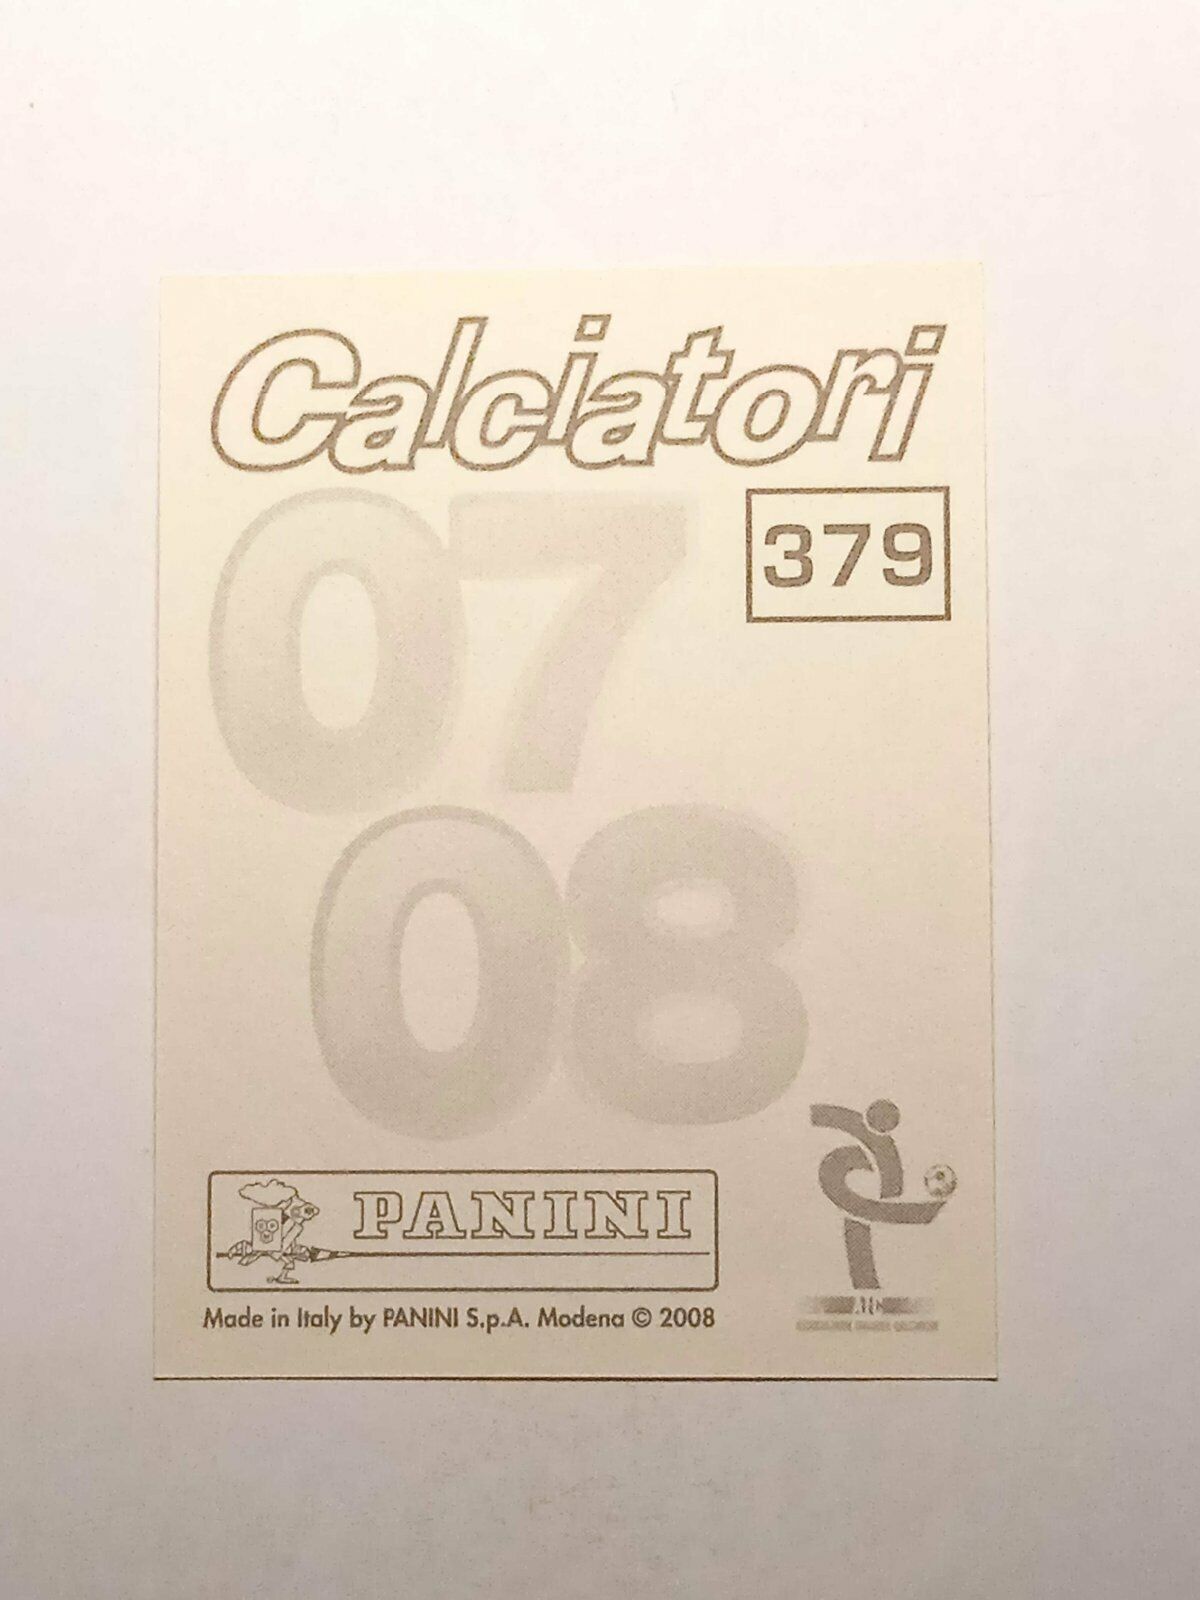 Calciatori
07
379
08
PANINI
Made in Italy by PANINI S.p.A. Modena © 2008